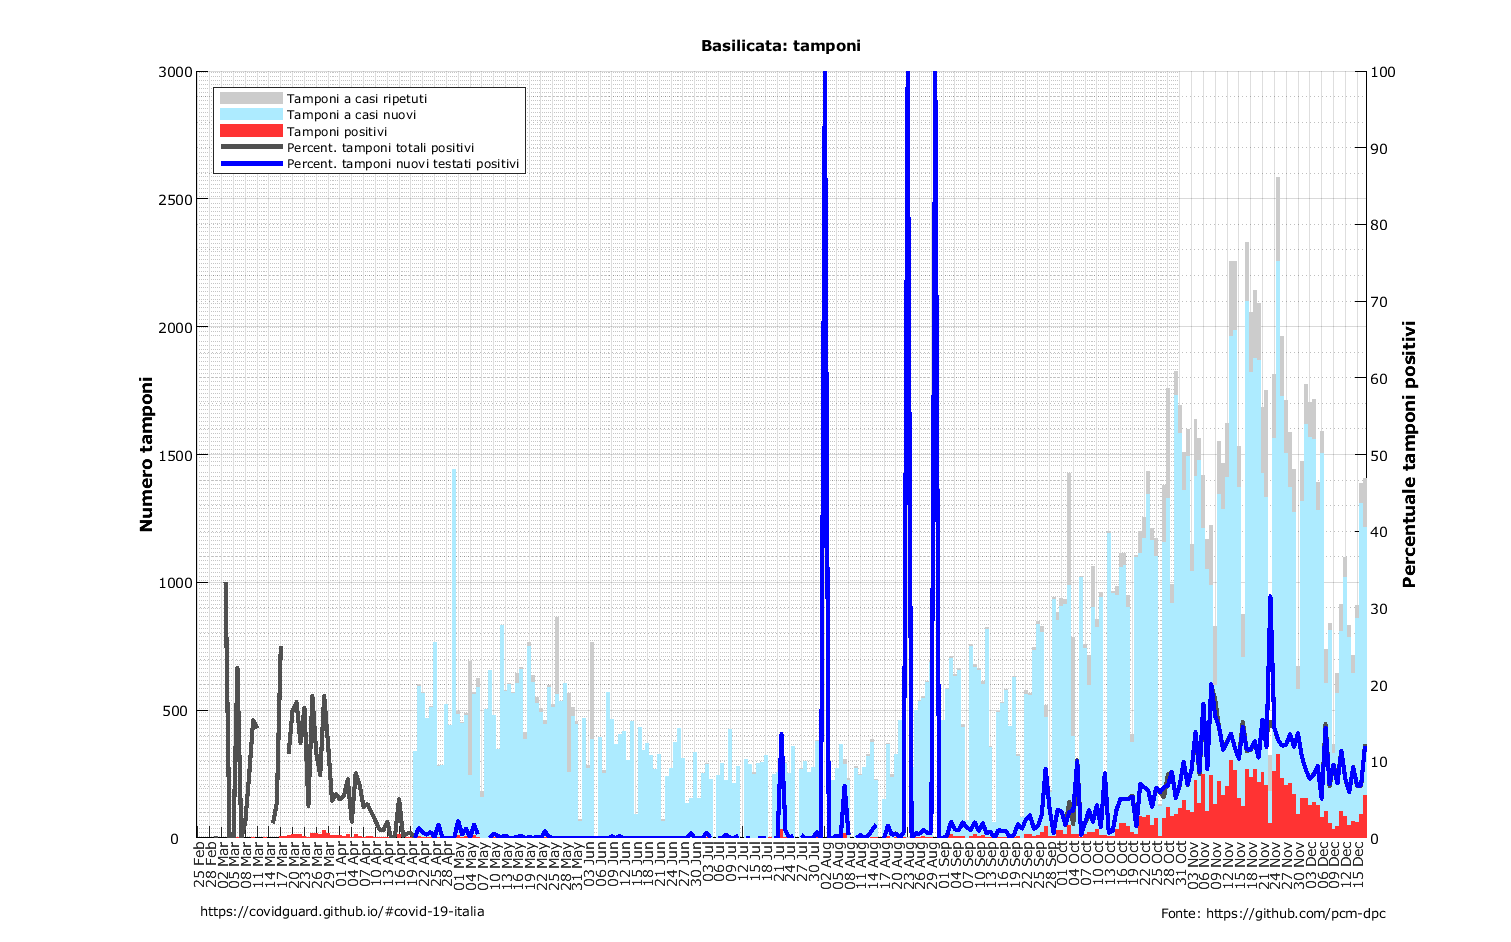 Basilicata: tamponi
Tamponi a casi ripetuti
Tamponi a casi nuovi
Tamponi positivi
Percent. tamponi totali positivi
Percent. tamponi nuovi testati positivi
Numero tamponi
3000
2500
2000
1500
1000
500
0
100
90
80
70
60
50
40
30
20
10
0
Percentuale tamponi positivi
25 Feb
28 Feb
02 Mar
05 Mar
08 Mar
11 Mar
14 Mar
17 Mar
20 Mar
23 Mar
26 Mar
29 Mar
01 Apr
04 Apr
07 Apr
10 Apr
13 Apr
16 Apr
19 Apr
22 Apr
25 Apr
28 Apr
01 May
04 May
07 May
10 May
13 May
16 May
19 May
22 May
25 May
28 May
31 May
03 Jun
06 Jun
09 Jun
12 Jun
15 Jun
18 Jun
21 Jun
24 Jun
27 Jun
30 Jun
03 Jul
06 Jul
09 Jul
12 Jul
15 Jul
18 Jul
21 Jul
24 Jul
27 Jul
30 Jul
02 Aug
05 Aug
08 Aug
11 Aug
14 Aug
17 Aug
20 Aug
23 Aug
26 Aug
29 Aug
01 Sep
04 Sep
07 Sep
10 Sep
13 Sep
16 Sep
19 Sep
22 Sep
25 Sep
28 Sep
01 Oct
04 Oct
07 Oct
10 Oct
13 Oct
16 Oct
19 Oct
22 Oct
25 Oct
28 Oct
31 Oct
03 Nov
06 Nov
09 Nov
12 Nov
15 Nov
18 Nov
21 Nov
24 Nov
27 Nov
30 Nov
03 Dec
06 Dec
09 Dec
12 Dec
15 Dec
https://covidguard.github.io/#covid-19-italia
Fonte: https://github.com/pcm-dpc